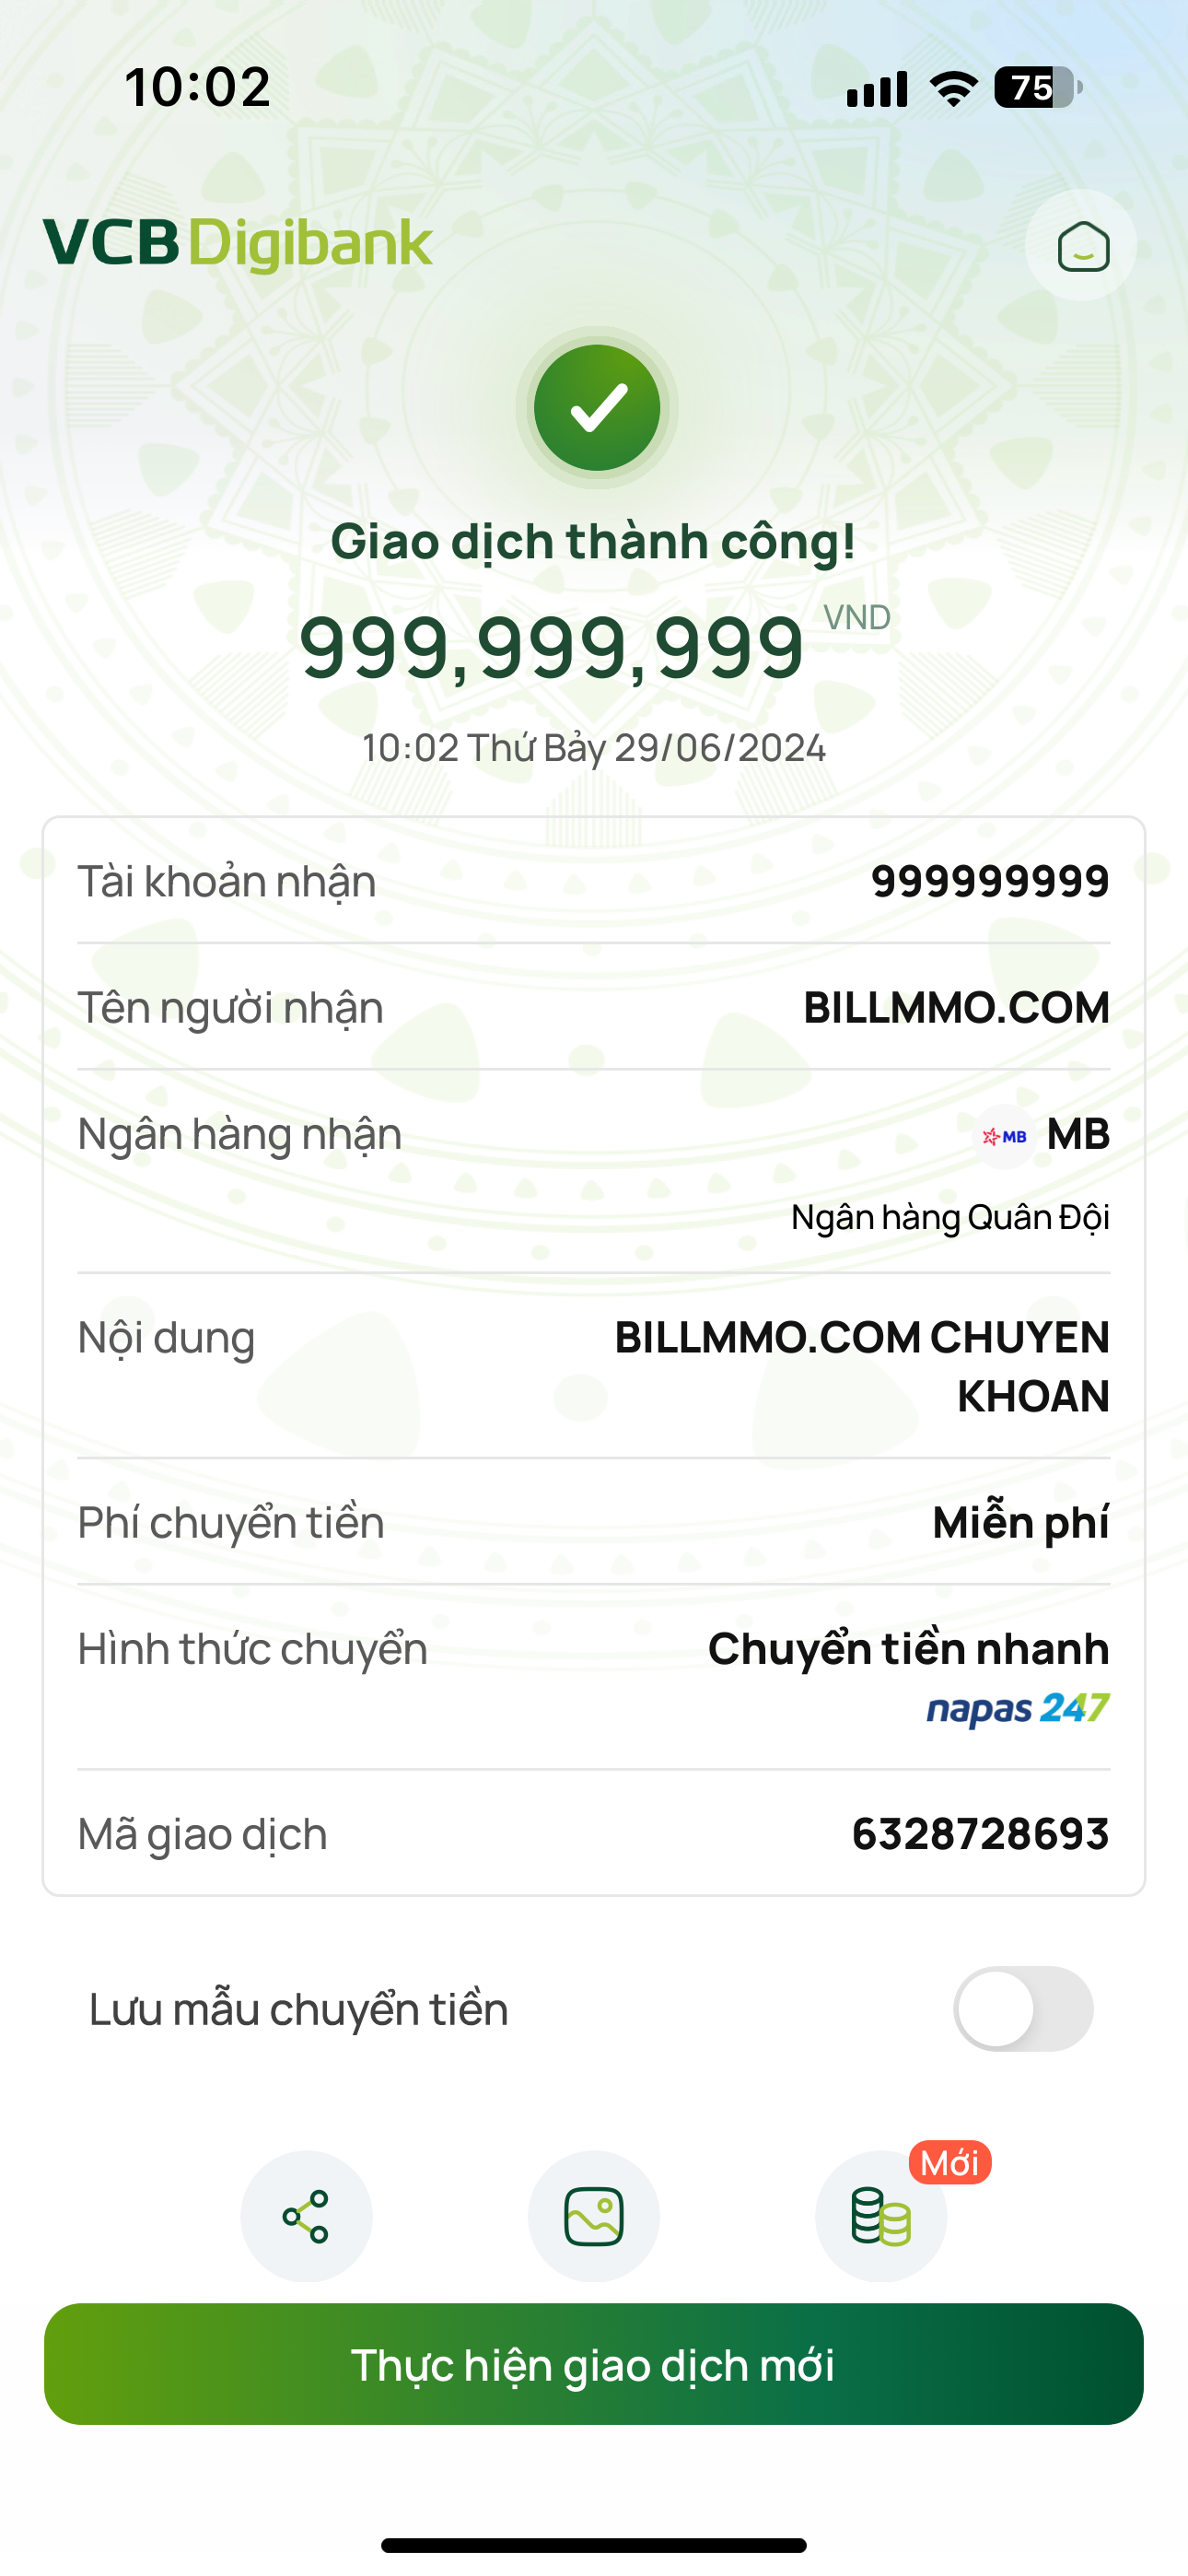 10:02
75
VCB Digibank
Giao dịch thành công!
999,999,999 VND
10:02 Thứ Bảy 29/06/2024
Tài khoản nhận 999999999
Tên người nhận BILLMMO.COM
Ngân hàng nhận MB MB
Ngân hàng Quân Đội
Nội dung BILLMMO.COM CHUYEN
KHOAN
Phí chuyển tiền Miễn phí
Hình thức chuyển Chuyển tiền nhanh
napas 247
Mã giao dịch 6328728693
Lưu mẫu chuyển tiền
Mới
Thực hiện giao dịch mới